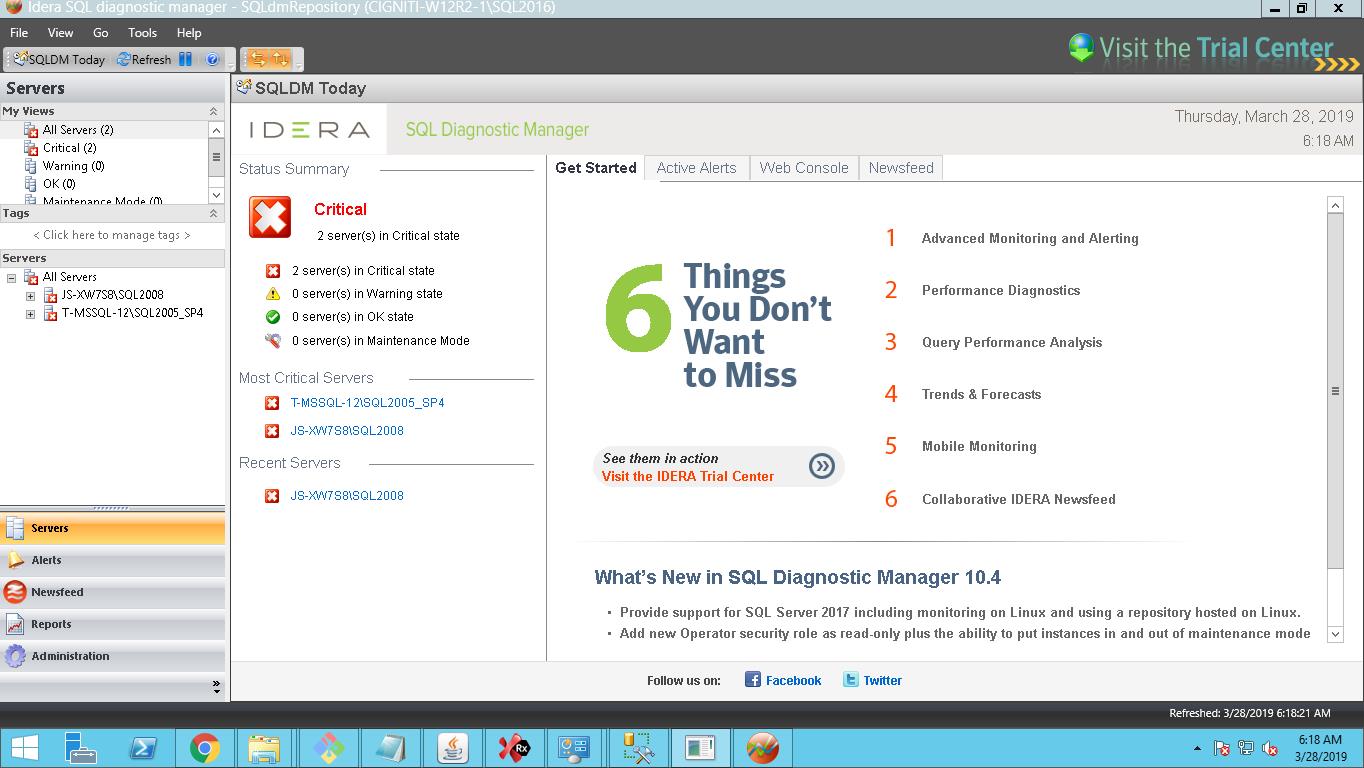 Idera SQL diagnostic manager - SQLdmRepository (CIGNITI-W12R2-1\SQL2016)
File View Go Tools Help
Visit the Trial Center
SQLDM Today Refresh
Servers
SQLDM Today
My Views
All Servers (2)
Critical (2)
Warning (0)
OK (0)
Maintenance Mode (0)
Tags
< Click here to manage tags >
Servers
All Servers
JS-XW7S8\SQL2008
T-MSSQL-12\SQL2005_SP4
Servers
Alerts
Newsfeed
Reports
Administration
IDERA SQL Diagnostic Manager
Thursday, March 28, 2019
6:18 AM
Status Summary
Critical
2 server(s) in Critical state
2 server(s) in Critical state
0 server(s) in Warning state
0 server(s) in OK state
0 server(s) in Maintenance Mode
Most Critical Servers
T-MSSQL-12\SQL2005_SP4
JS-XW7S8\SQL2008
Recent Servers
JS-XW7S8\SQL2008
Get Started Active Alerts Web Console Newsfeed
6 Things
You Don't
Want
to Miss
See them in action
Visit the IDERA Trial Center
1 Advanced Monitoring and Alerting
2 Performance Diagnostics
3 Query Performance Analysis
4 Trends & Forecasts
5 Mobile Monitoring
6 Collaborative IDERA Newsfeed
What's New in SQL Diagnostic Manager 10.4
• Provide support for SQL Server 2017 including monitoring on Linux and using a repository hosted on Linux.
• Add new Operator security role as read-only plus the ability to put instances in and out of maintenance mode
Follow us on: Facebook Twitter
Refreshed: 3/28/2019 6:18:21 AM
Rx
6:18 AM
3/28/2019